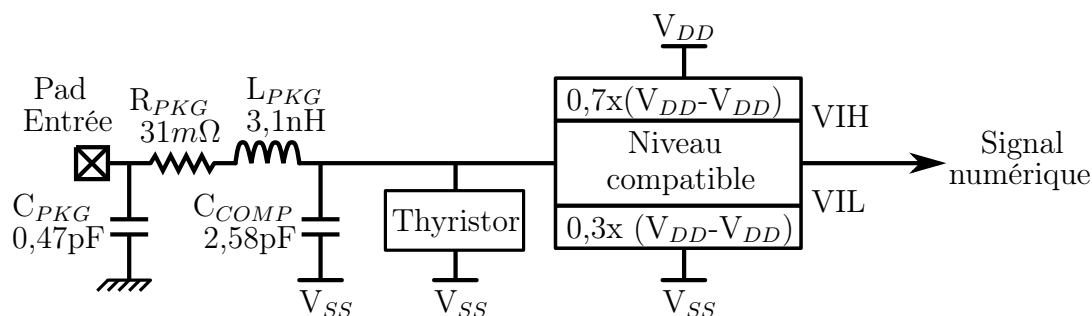 V_DD
Pad
Entrée
R_PKG
31mΩ
L_PKG
3,1nH
0,7x(V_DD-V_DD)
VIH
Niveau
compatible
Signal
numérique
C_PKG
0,47pF
C_COMP
2,58pF
Thyristor
VIL
0,3x (V_DD-V_DD)
V_SS
V_SS
V_SS